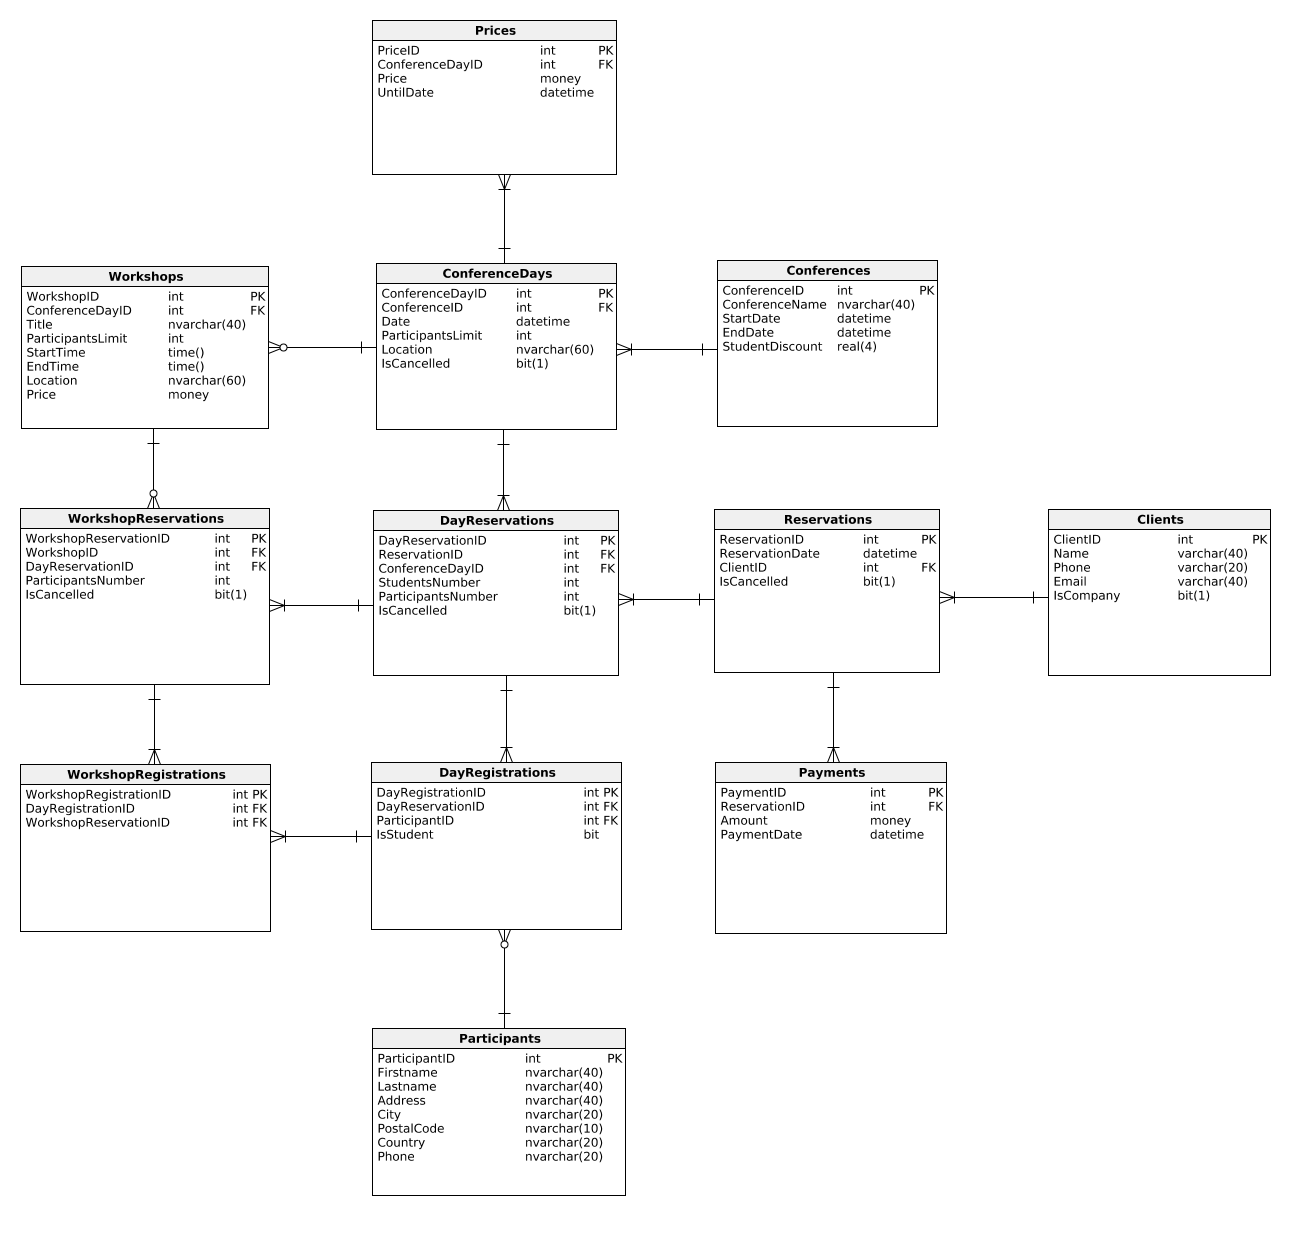 Prices
PriceID int PK
ConferenceDayID int FK
Price money
UntilDate datetime
Workshops
WorkshopID int PK
ConferenceDayID int FK
Title nvarchar(40)
ParticipantsLimit int
StartTime time()
EndTime time()
Location nvarchar(60)
Price money
ConferenceDays
ConferenceDayID int PK
ConferenceID int FK
Date datetime
ParticipantsLimit int
Location nvarchar(60)
IsCancelled bit(1)
Conferences
ConferenceID int PK
ConferenceName nvarchar(40)
StartDate datetime
EndDate datetime
StudentDiscount real(4)
WorkshopReservations
WorkshopReservationID int PK
WorkshopID int FK
DayReservationID int FK
ParticipantsNumber int
IsCancelled bit(1)
DayReservations
DayReservationID int PK
ReservationID int FK
ConferenceDayID int FK
StudentsNumber int
ParticipantsNumber int
IsCancelled bit(1)
Reservations
ReservationID int PK
ReservationDate datetime
ClientID int FK
IsCancelled bit(1)
Clients
ClientID int PK
Name varchar(40)
Phone varchar(20)
Email varchar(40)
IsCompany bit(1)
WorkshopRegistrations
WorkshopRegistrationID int PK
DayRegistrationID int FK
WorkshopReservationID int FK
DayRegistrations
DayRegistrationID int PK
DayReservationID int FK
ParticipantID int FK
IsStudent bit
Payments
PaymentID int PK
ReservationID int FK
Amount money
PaymentDate datetime
Participants
ParticipantID int PK
Firstname nvarchar(40)
Lastname nvarchar(40)
Address nvarchar(40)
City nvarchar(20)
PostalCode nvarchar(10)
Country nvarchar(20)
Phone nvarchar(20)